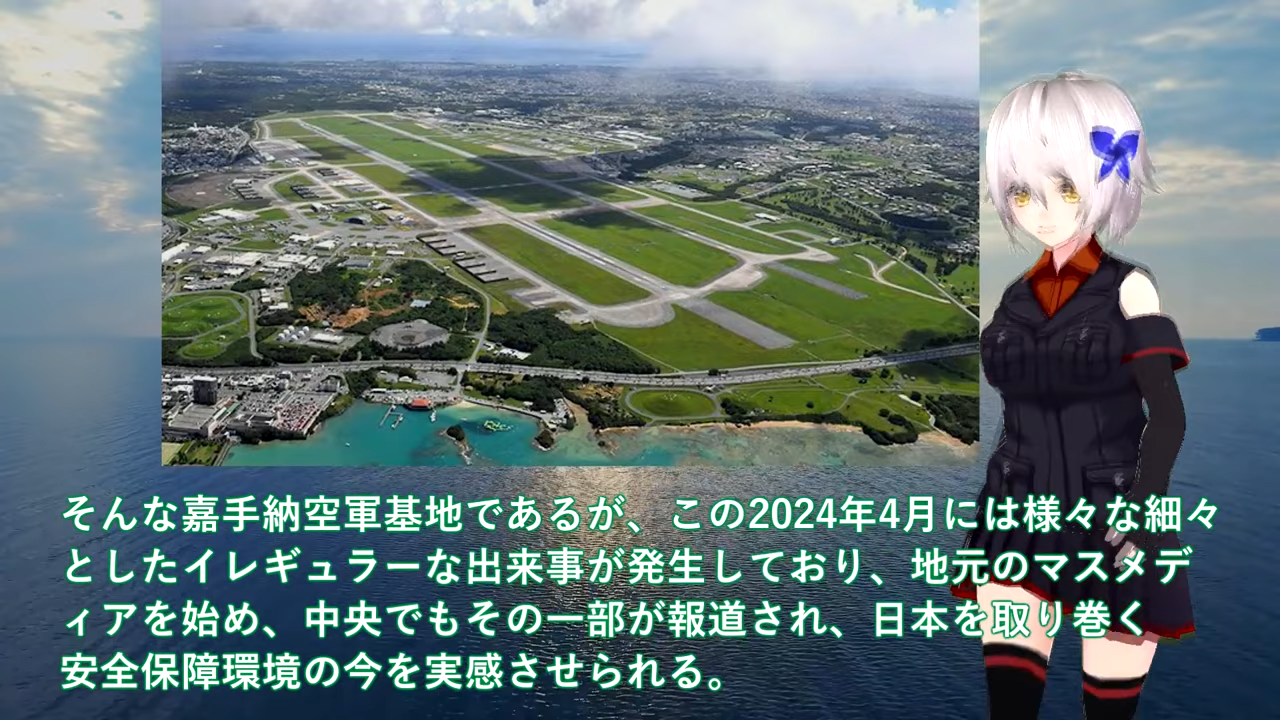 そんな嘉手納空軍基地であるが、この2024年4月には様々な細々
としたイレギュラーな出来事が発生しており、地元のマスメデ
ィアを始め、中央でもその一部が報道され、日本を取り巻く
安全保障環境の今を実感させられる。